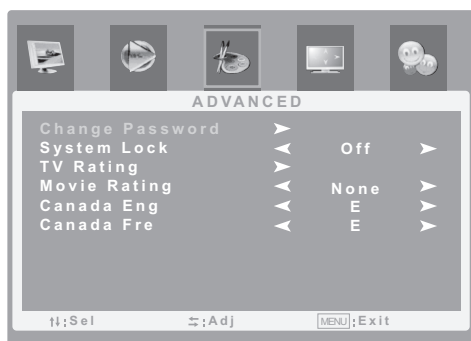 ADVANCED
Change Password
System Lock Off
TV Rating
Movie Rating None
Canada Eng E
Canada Fre E
Sel Adj MENU Exit